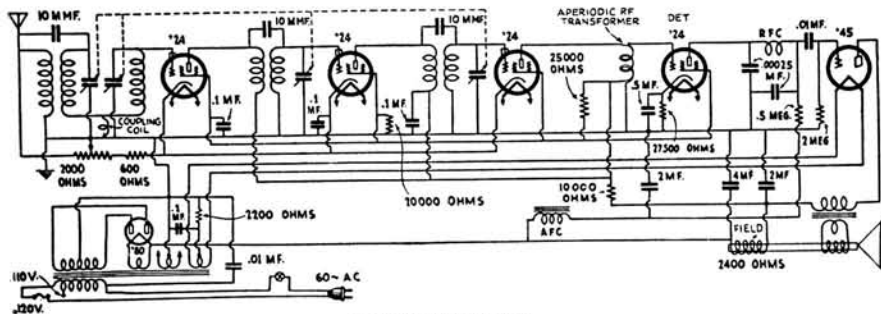 10 MMF.
'24
10 MMF
'24
10 MMF
'24
APERIODIC RF
TRANSFORMER
DET
'24
RFC
.01 MF.
'45
25000
OHMS
.00025
MF.
.1 MF.
.1
MF.
.1 MF.
.5 MF.
COUPLING
COIL
.5 MEG.
2 MEG
27500 OHMS
2000
OHMS
600
OHMS
20000 OHMS
10000
OHMS
2 MF.
4 MF
2 MF
.1
MF.
2200 OHMS
AFC
FIELD
2400 OHMS
'80
.01 MF.
110V.
120V.
60~ A.C.